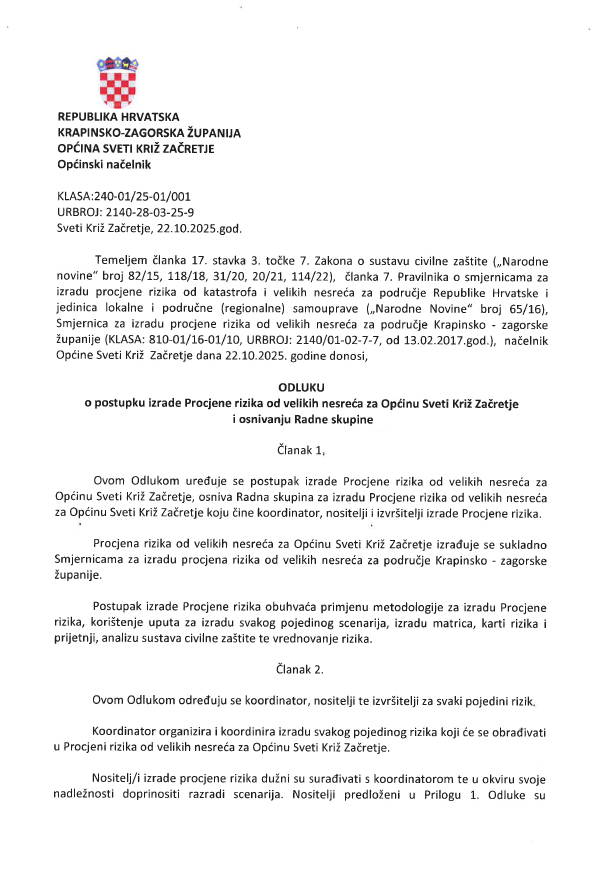 REPUBLIKA HRVATSKA
KRAPINSKO-ZAGORSKA ŽUPANIJA
OPĆINA SVETI KRIŽ ZAČRETJE
Općinski načelnik
KLASA:240-01/25-01/001
URBROJ: 2140-28-03-25-9
Sveti Križ Začretje, 22.10.2025.god.
Temeljem članka 17. stavka 3. točke 7. Zakona o sustavu civilne zaštite („Narodne
novine“ broj 82/15, 118/18, 31/20, 20/21, 114/22), članka 7. Pravilnika o smjernicama za
izradu procjene rizika od katastrofa i velikih nesreća za područje Republike Hrvatske i
jedinica lokalne i područne (regionalne) samouprave („Narodne Novine“ broj 65/16),
Smjernica za izradu procjene rizika od velikih nesreća za područje Krapinsko - zagorske
županije (KLASA: 810-01/16-01/10, URBROJ: 2140/01-02-7-7, od 13.02.2017.god.), načelnik
Općine Sveti Križ Začretje dana 22.10.2025. godine donosi,
ODLUKU
o postupku izrade Procjene rizika od velikih nesreća za Općinu Sveti Križ Začretje
i osnivanju Radne skupine
Članak 1,
Ovom Odlukom uređuje se postupak izrade Procjene rizika od velikih nesreća za
Općinu Sveti Križ Začretje, osniva Radna skupina za izradu Procjene rizika od velikih nesreća
za Općinu Sveti Križ Začretje koju čine koordinator, nositelji i izvršitelji izrade Procjene rizika.
Procjena rizika od velikih nesreća za Općinu Sveti Križ Začretje izrađuje se sukladno
Smjernicama za izradu procjena rizika od velikih nesreća za područje Krapinsko - zagorske
županije.
Postupak izrade Procjene rizika obuhvaća primjenu metodologije za izradu Procjene
rizika, korištenje uputa za izradu svakog pojedinog scenarija, izradu matrica, karti rizika i
prijetnji, analizu sustava civilne zaštite te vrednovanje rizika.
Članak 2.
Ovom Odlukom određuju se koordinator, nositelji te izvršitelji za svaki pojedini rizik.
Koordinator organizira i koordinira izradu svakog pojedinog rizika koji će se obrađivati
u Procjeni rizika od velikih nesreća za Općinu Sveti Križ Začretje.
Nositelj/i izrade procjene rizika dužni su surađivati s koordinatorom te u okviru svoje
nadležnosti doprinositi razradi scenarija. Nositelji predloženi u Prilogu 1. Odluke su